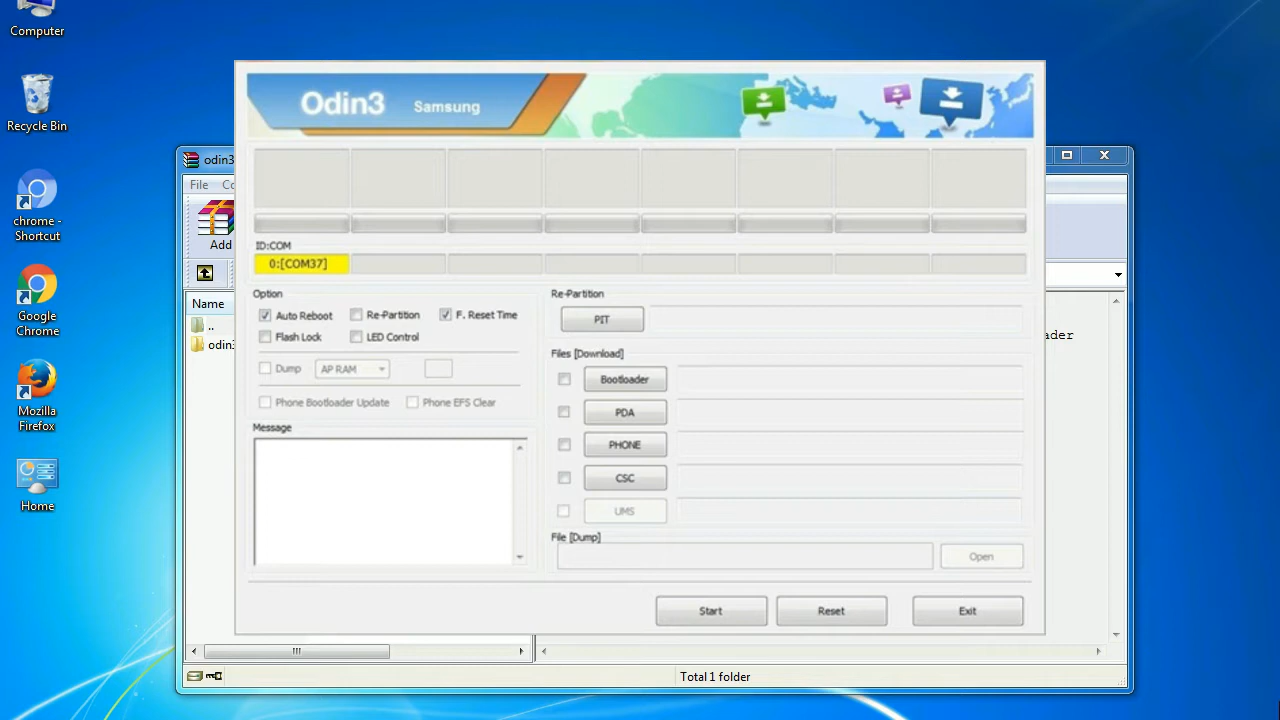 Computer
Recycle Bin
chrome -
Shortcut
Google
Chrome
Mozilla
Firefox
Home
odin3
File
Add
Name
..
odin3
ader
Total 1 folder
Odin3 Samsung
ID:COM
0:[COM37]
Option
Auto Reboot Re-Partition F. Reset Time
Flash Lock LED Control
Dump AP RAM
Phone Bootloader Update Phone EFS Clear
Message
Re-Partition
PIT
Files [Download]
Bootloader
PDA
PHONE
CSC
UMS
File [Dump]
Open
Start Reset Exit